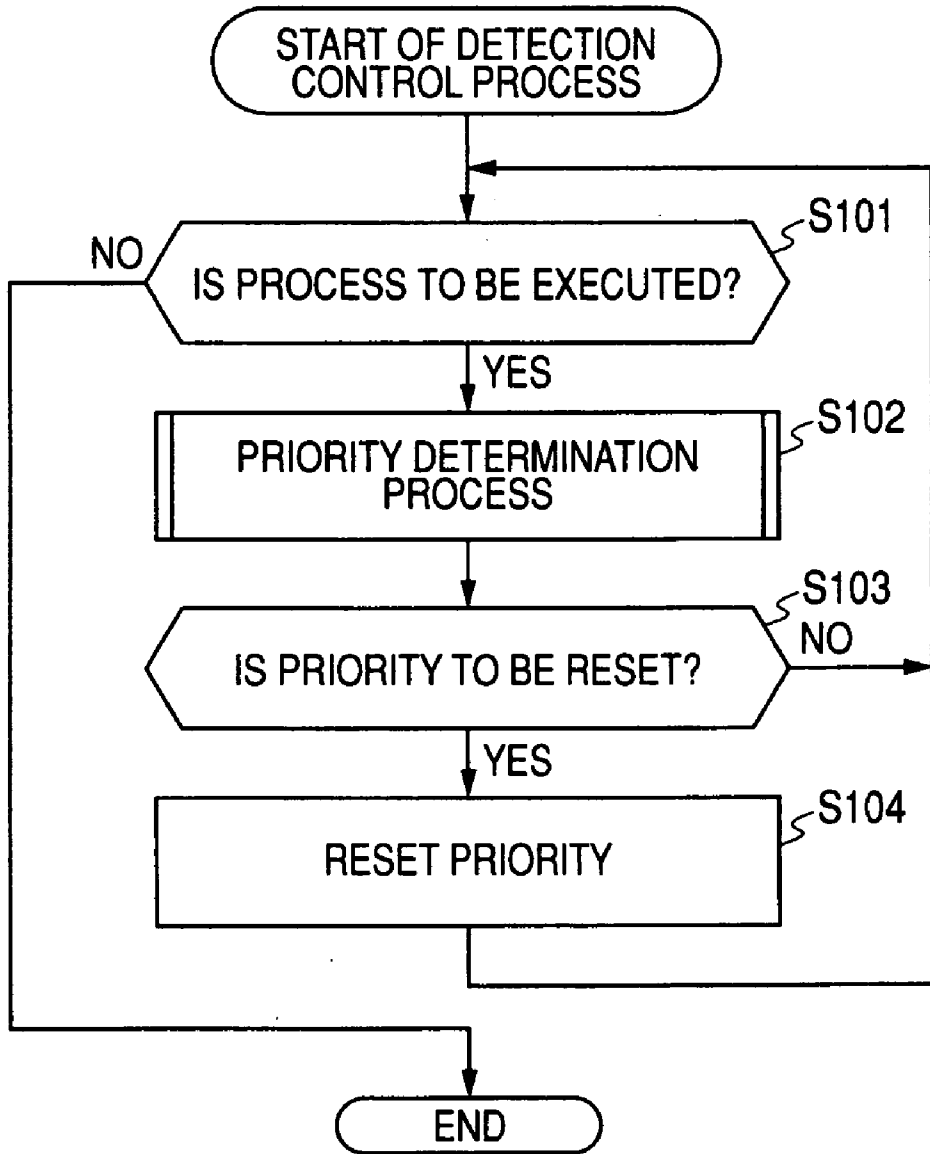 START OF DETECTION
CONTROL PROCESS
S101
NO
IS PROCESS TO BE EXECUTED?
YES
S102
PRIORITY DETERMINATION
PROCESS
S103
NO
IS PRIORITY TO BE RESET?
YES
S104
RESET PRIORITY
END